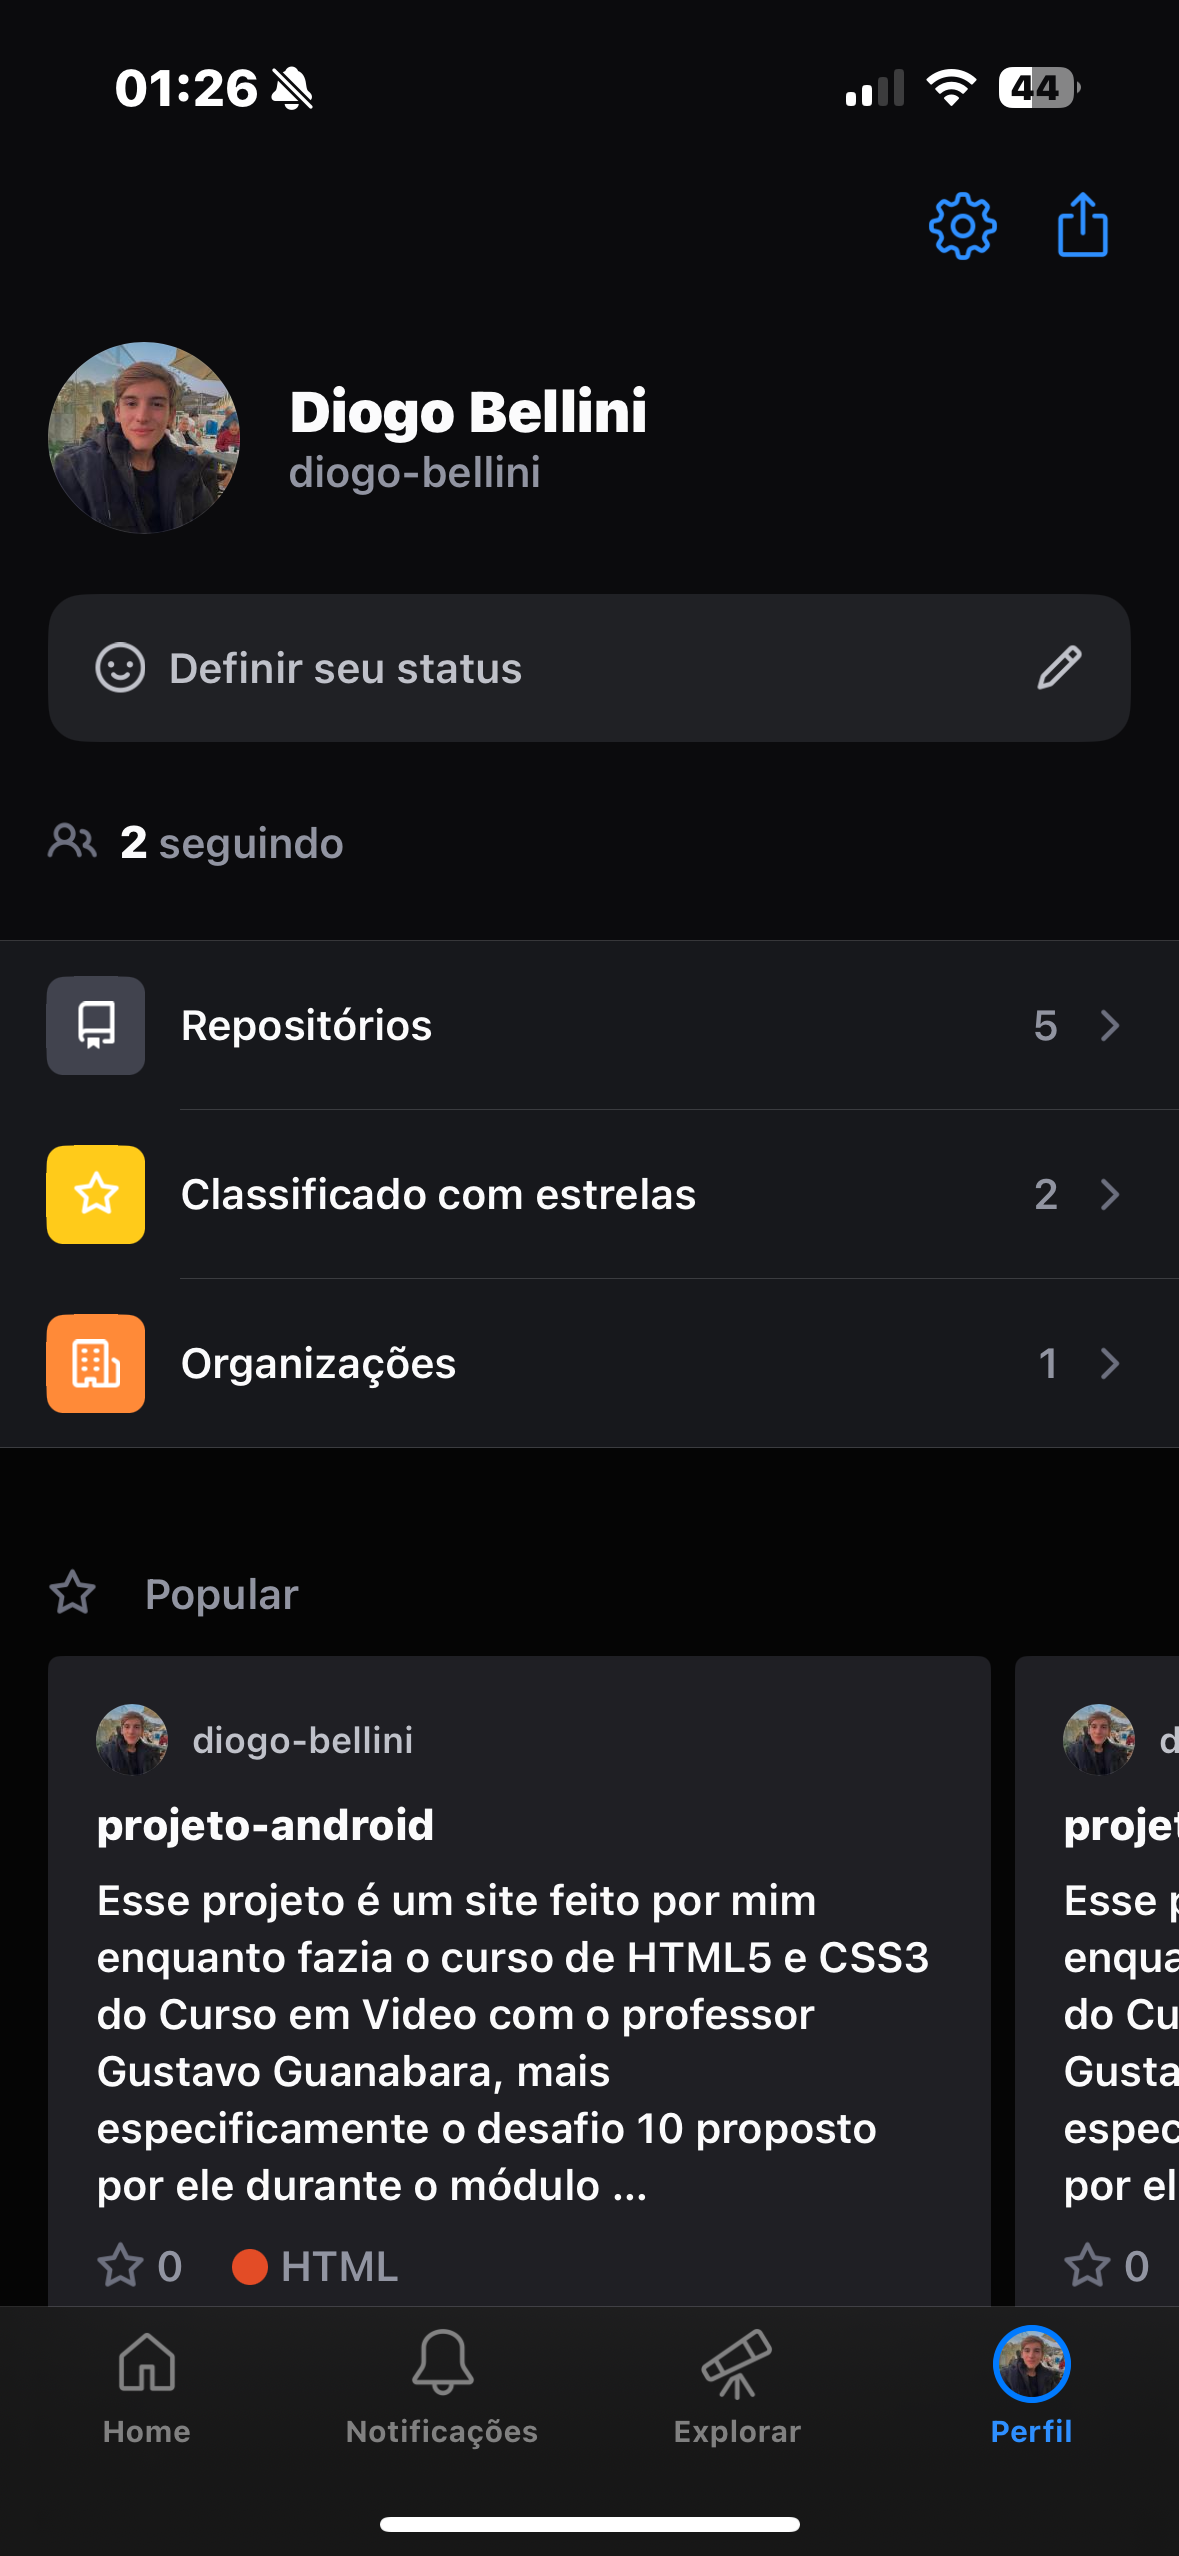 01:26
44
Diogo Bellini
diogo-bellini
Definir seu status
2 seguindo
Repositórios 5
Classificado com estrelas 2
Organizações 1
Popular
diogo-bellini
projeto-android
Esse projeto é um site feito por mim
enquanto fazia o curso de HTML5 e CSS3
do Curso em Video com o professor
Gustavo Guanabara, mais
especificamente o desafio 10 proposto
por ele durante o módulo ...
0 HTML
d
projet
Esse p
enqua
do Cu
Gusta
espec
por el
0
Home
Notificações
Explorar
Perfil